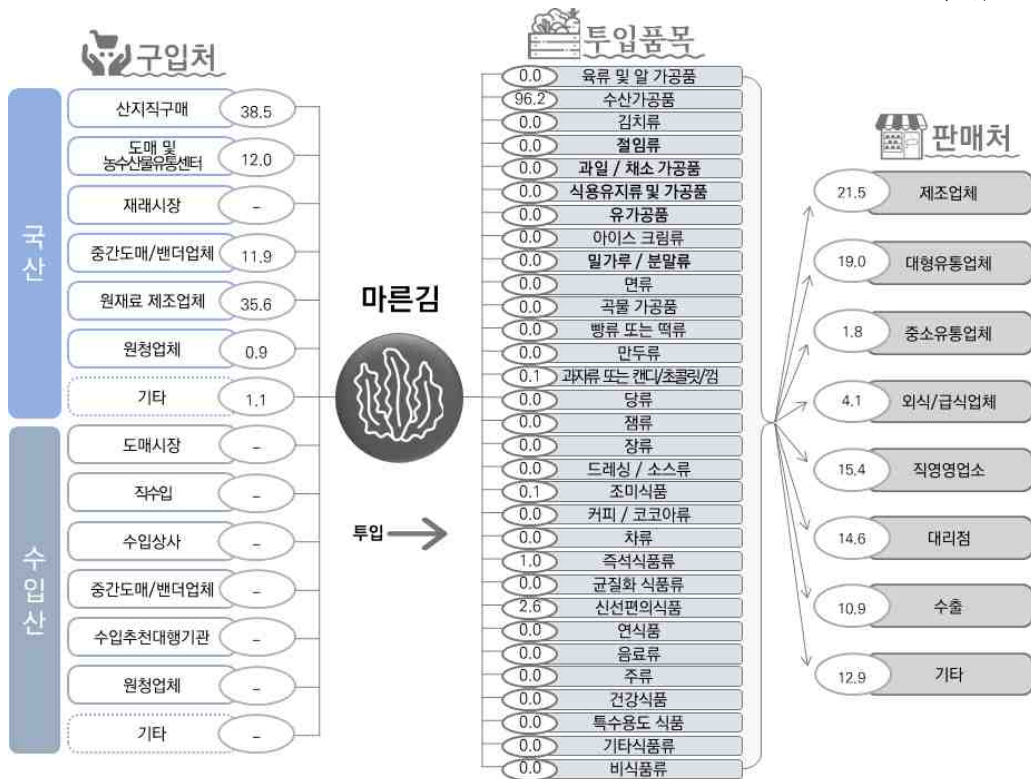 구입처
국산
산지직구매 38.5
도매 및
농수산물유통센터 12.0
재래시장 -
중간도매/밴더업체 11.9
원재료 제조업체 35.6
원청업체 0.9
기타 1.1
수입산
도매시장 -
직수입 -
수입상사 -
중간도매/밴더업체 -
수입추천대행기관 -
원청업체 -
기타 -
마른김
투입
투입품목
0.0 육류 및 알 가공품
96.2 수산가공품
0.0 김치류
0.0 절임류
0.0 과일 / 채소 가공품
0.0 식용유지류 및 가공품
0.0 유가공품
0.0 아이스 크림류
0.0 밀가루 / 분말류
0.0 면류
0.0 곡물 가공품
0.0 빵류 또는 떡류
0.0 만두류
0.1 과자류 또는 캔디/초콜릿/껌
0.0 당류
0.0 잼류
0.0 장류
0.0 드레싱 / 소스류
0.1 조미식품
0.0 커피 / 코코아류
0.0 차류
1.0 즉석식품류
0.0 균질화 식품류
2.6 신선편의식품
0.0 연식품
0.0 음료류
0.0 주류
0.0 건강식품
0.0 특수용도 식품
0.0 기타식품류
0.0 비식품류
판매처
21.5 제조업체
19.0 대형유통업체
1.8 중소유통업체
4.1 외식/급식업체
15.4 직영영업소
14.6 대리점
10.9 수출
12.9 기타